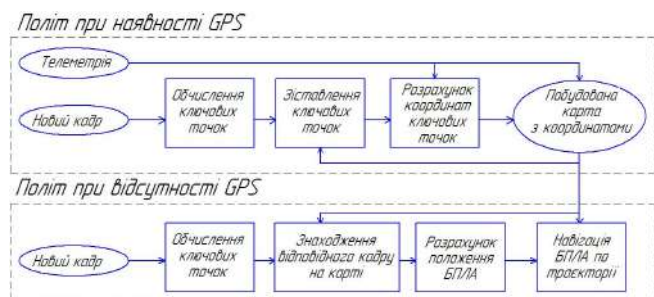 Політ при наявності GPS
Телеметрія
Новий кадр
Обчислення
ключових
точок
Зіставлення
ключових
точок
Розрахунок
координат
ключових
точок
Побудована
карта
з координатами
Політ при відсутності GPS
Новий кадр
Обчислення
ключових
точок
Знаходження
відповідного кадру
на карті
Розрахунок
положення
БПЛА
Навігація
БПЛА по
траєкторії